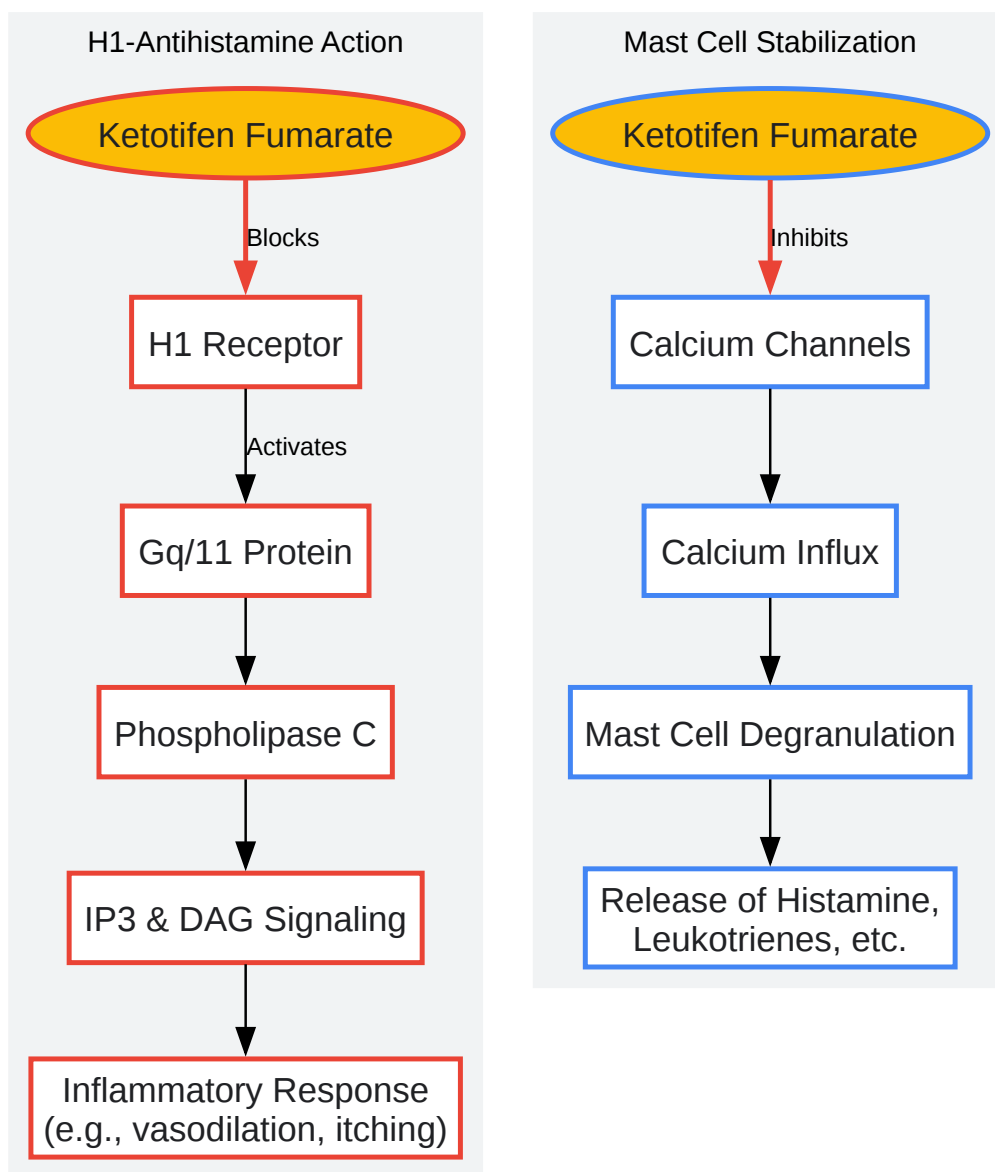 H1-Antihistamine Action
Ketotifen Fumarate
Blocks
H1 Receptor
Activates
Gq/11 Protein
Phospholipase C
IP3 & DAG Signaling
Inflammatory Response
(e.g., vasodilation, itching)
Mast Cell Stabilization
Ketotifen Fumarate
Inhibits
Calcium Channels
Calcium Influx
Mast Cell Degranulation
Release of Histamine,
Leukotrienes, etc.